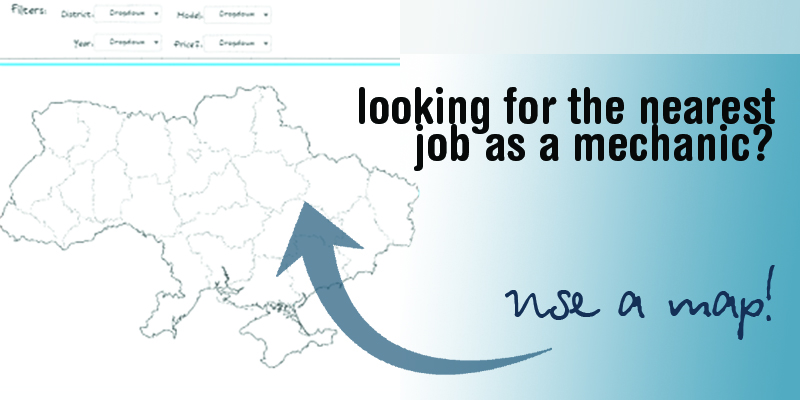 Filters: District: Dropdown Model: Dropdown
Year: Dropdown Price?: Dropdown
looking for the nearest
job as a mechanic?
use a map!